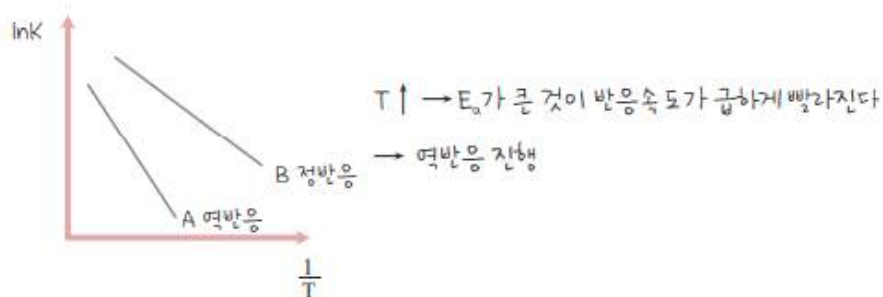 lnK
T↑ → Eₐ가 큰 것이 반응속도가 급하게 빨라진다
B 정반응 → 역반응 진행
A 역반응
1/T